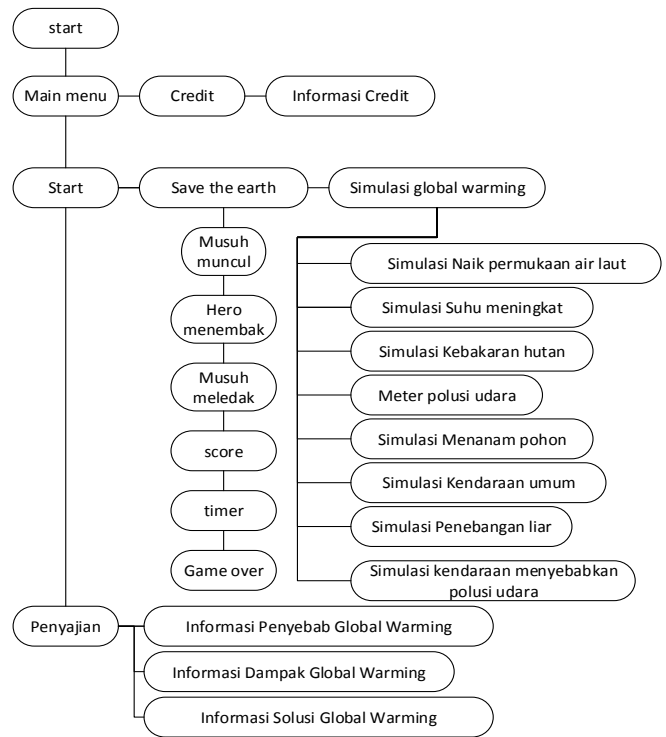 start
Main menu
Credit
Informasi Credit
Start
Save the earth
Simulasi global warming
Musuh
muncul
Hero
menembak
Musuh
meledak
score
timer
Game over
Simulasi Naik permukaan air laut
Simulasi Suhu meningkat
Simulasi Kebakaran hutan
Meter polusi udara
Simulasi Menanam pohon
Simulasi Kendaraan umum
Simulasi Penebangan liar
Simulasi kendaraan menyebabkan
polusi udara
Penyajian
Informasi Penyebab Global Warming
Informasi Dampak Global Warming
Informasi Solusi Global Warming